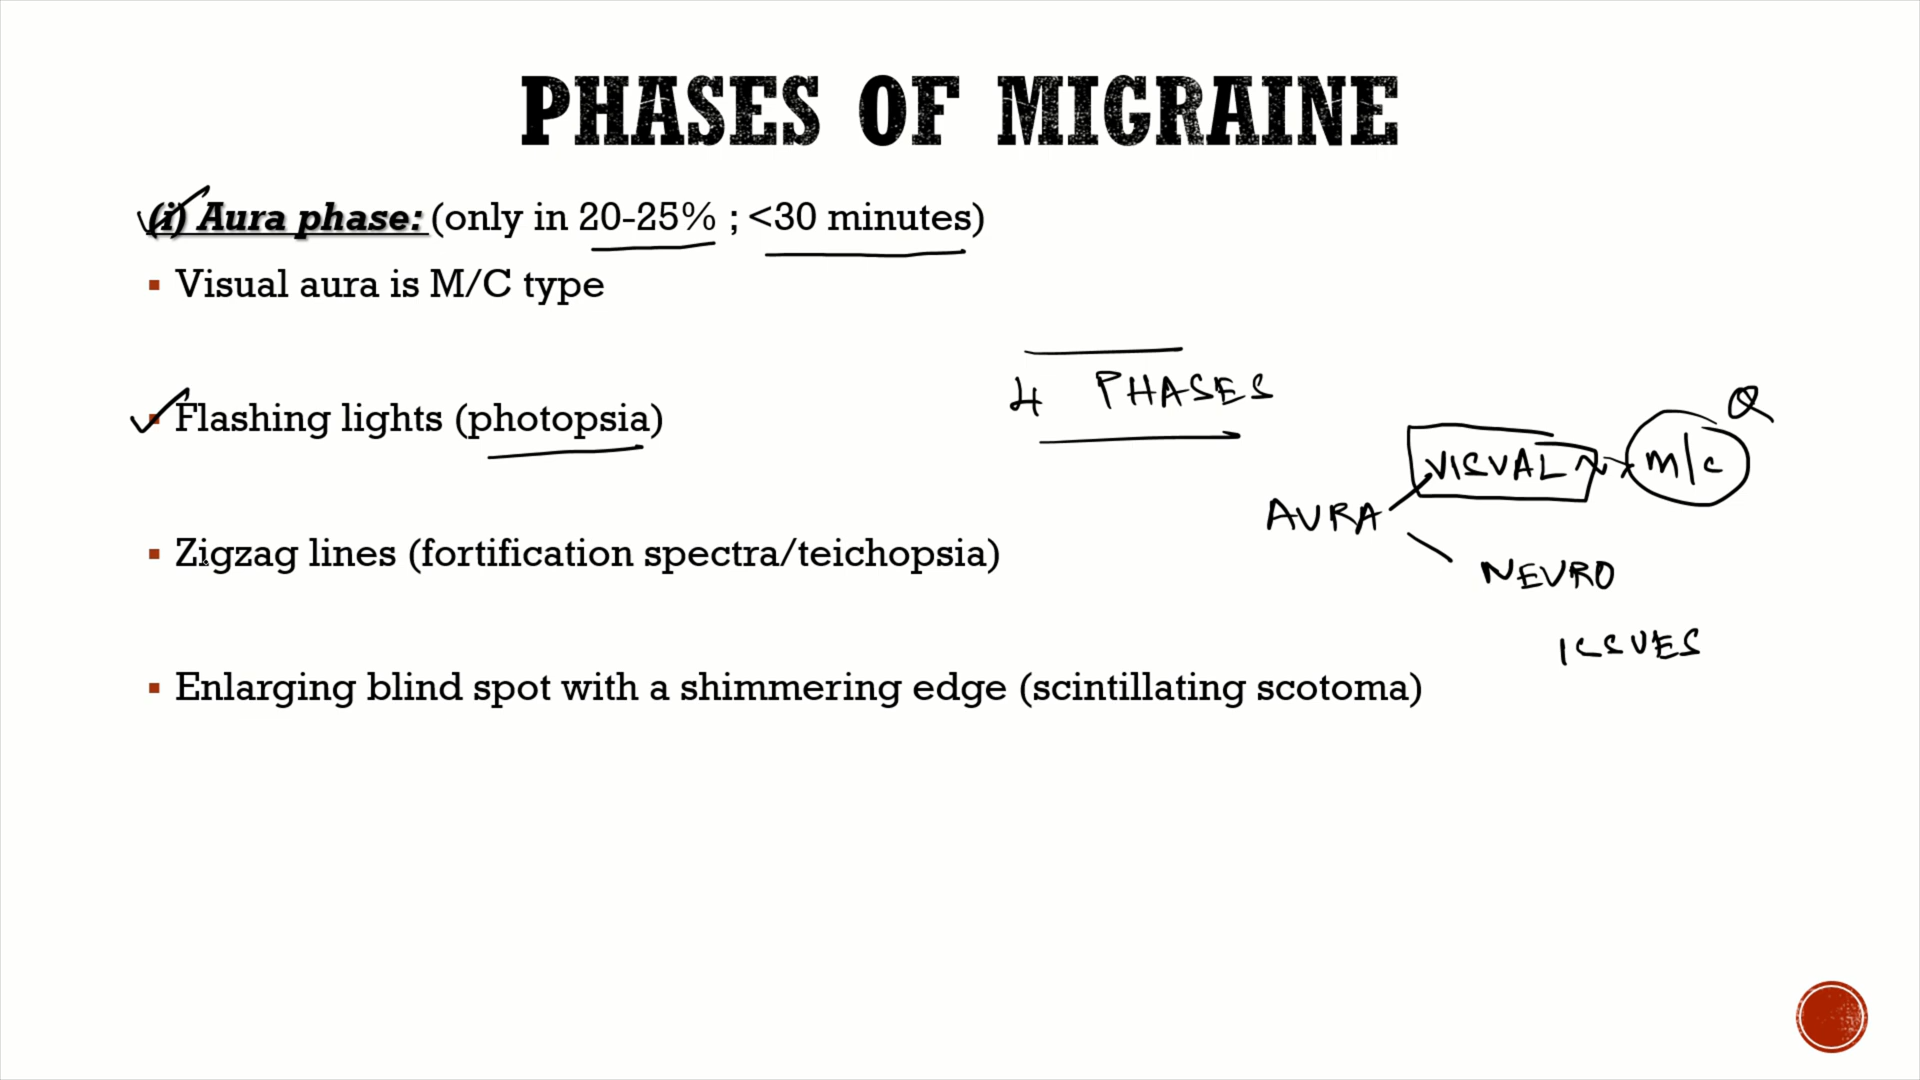 PHASES OF MIGRAINE
(i) Aura phase: (only in 20-25% ; <30 minutes)
▪ Visual aura is M/C type
▪ Flashing lights (photopsia)
▪ Zigzag lines (fortification spectra/teichopsia)
▪ Enlarging blind spot with a shimmering edge (scintillating scotoma)
4 PHASES
Q
VISUAL m/c
AURA
NEURO
ISSUES